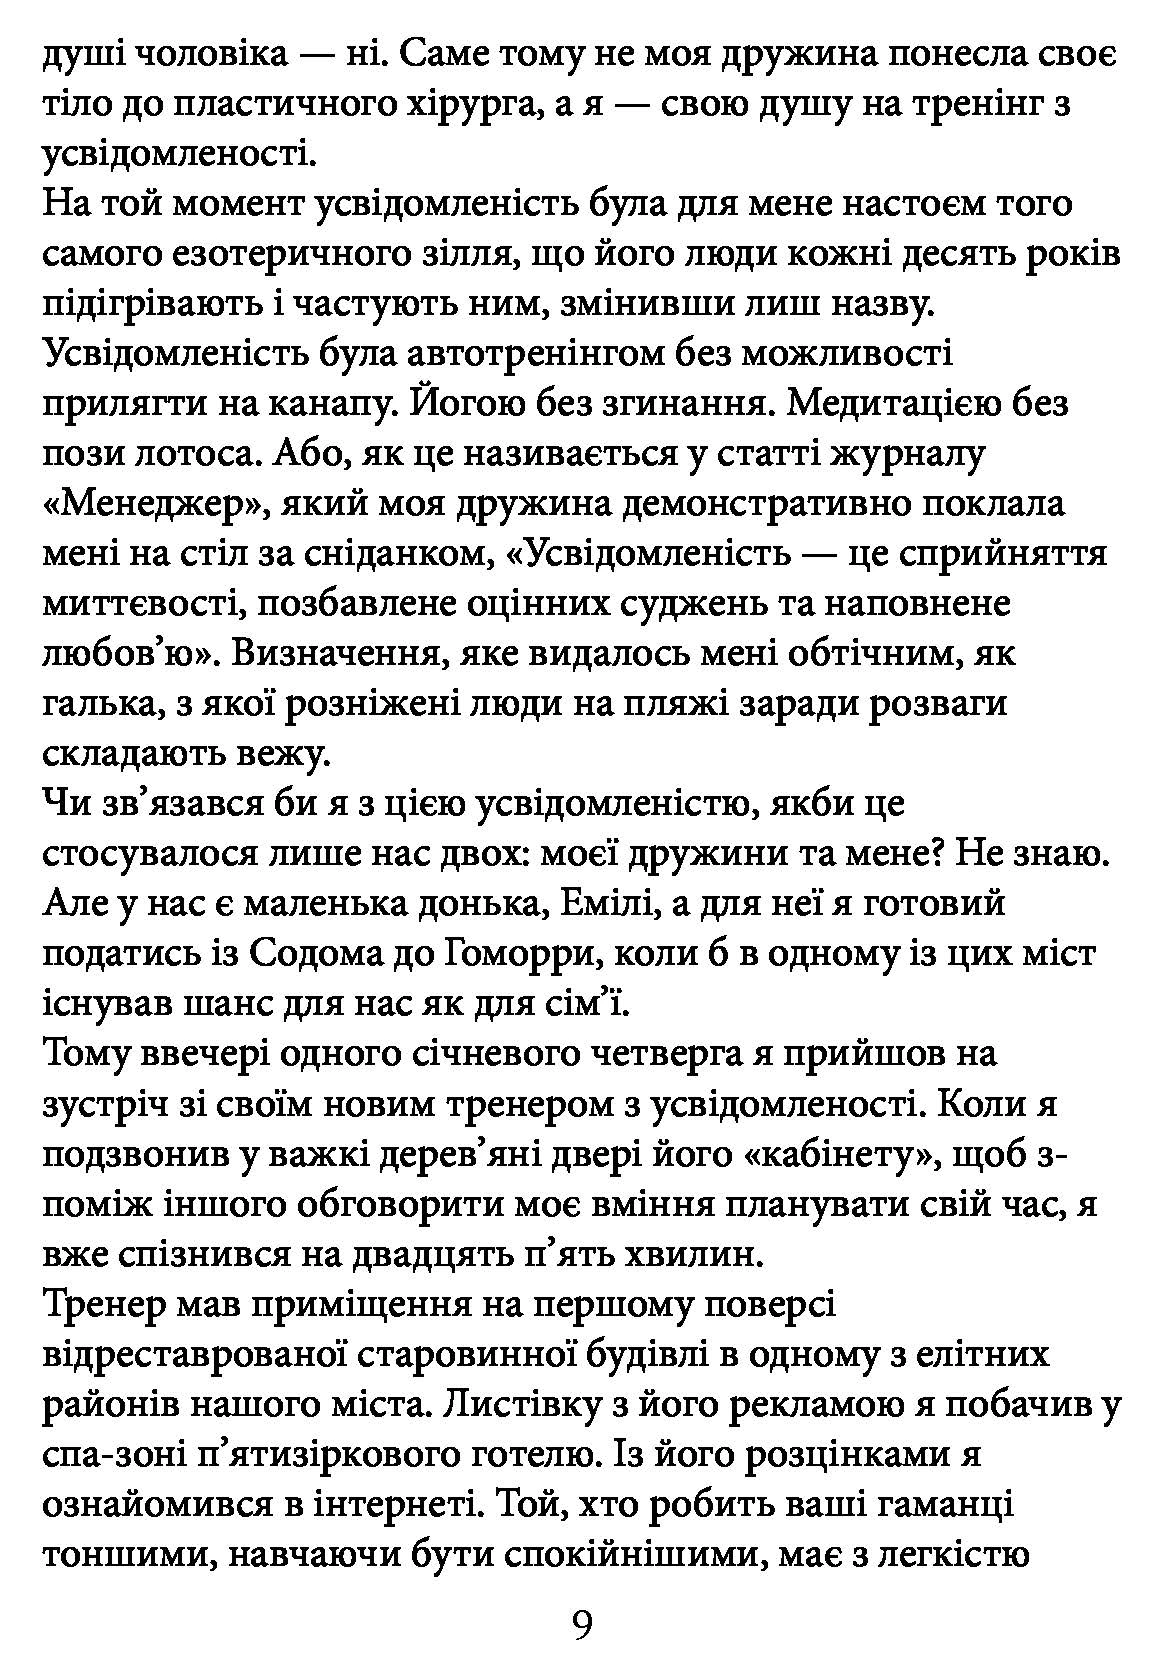 душі чоловіка — ні. Саме тому не моя дружина понесла своє
тіло до пластичного хірурга, а я — свою душу на тренінг з
усвідомленості.
На той момент усвідомленість була для мене настоєм того
самого езотеричного зілля, що його люди кожні десять років
підігрівають і частують ним, змінивши лиш назву.
Усвідомленість була автотренінгом без можливості
прилягти на канапу. Йогою без згинання. Медитацією без
пози лотоса. Або, як це називається у статті журналу
«Менеджер», який моя дружина демонстративно поклала
мені на стіл за сніданком, «Усвідомленість — це сприйняття
миттєвості, позбавлене оцінних суджень та наповнене
любов’ю». Визначення, яке видалось мені обтічним, як
галька, з якої розніжені люди на пляжі заради розваги
складають вежу.
Чи зв’язався би я з цією усвідомленістю, якби це
стосувалося лише нас двох: моєї дружини та мене? Не знаю.
Але у нас є маленька донька, Емілі, а для неї я готовий
податись із Содома до Гоморри, коли б в одному із цих міст
існував шанс для нас як для сім’ї.
Тому ввечері одного січневого четверга я прийшов на
зустріч зі своїм новим тренером з усвідомленості. Коли я
подзвонив у важкі дерев’яні двері його «кабінету», щоб з-
поміж іншого обговорити моє вміння планувати свій час, я
вже спізнився на двадцять п’ять хвилин.
Тренер мав приміщення на першому поверсі
відреставрованої старовинної будівлі в одному з елітних
районів нашого міста. Листівку з його рекламою я побачив у
спа-зоні п’ятизіркового готелю. Із його розцінками я
ознайомився в інтернеті. Той, хто робить ваші гаманці
тоншими, навчаючи бути спокійнішими, має з легкістю
9